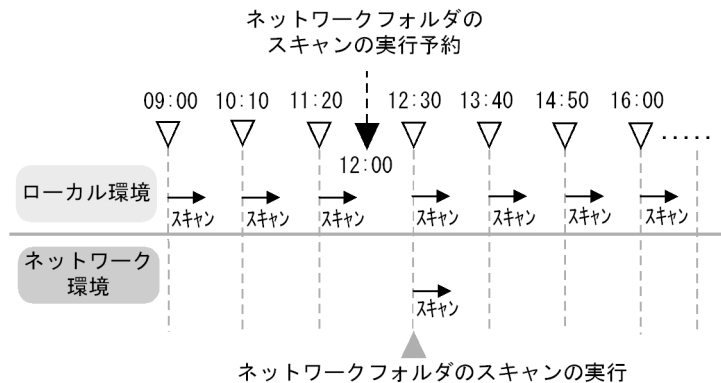 ネットワークフォルダの
スキャンの実行予約
09:00 10:10 11:20 12:30 13:40 14:50 16:00
12:00
ローカル環境
スキャン スキャン スキャン スキャン スキャン スキャン スキャン
ネットワーク
環境
スキャン
ネットワークフォルダのスキャンの実行